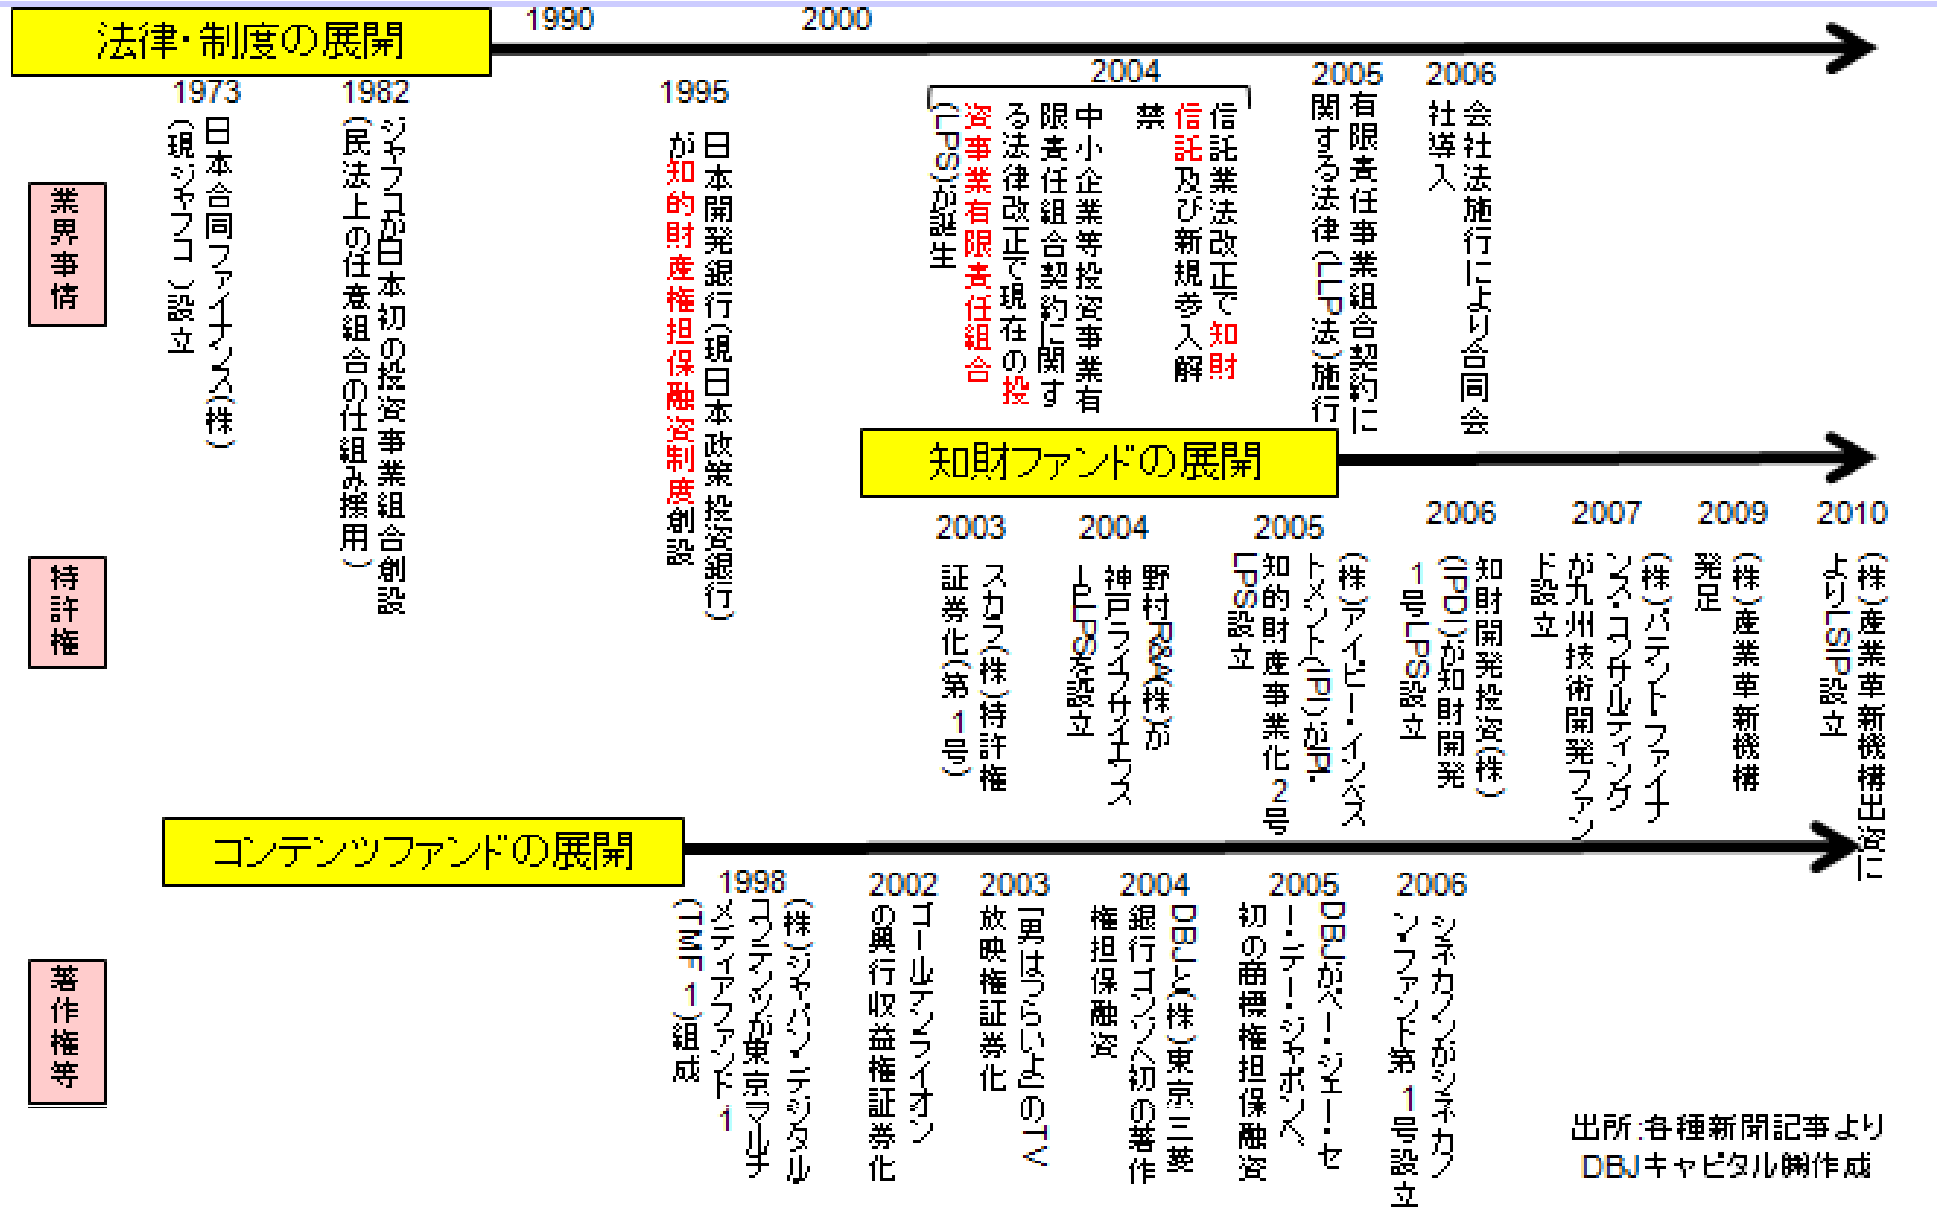 法律・制度の展開
1990
2000
1973
日本合同ファイナンス(株)
(現ジャフコ)設立
1982
ジャフコが日本初の投資事業組合創設
(民法上の任意組合の仕組み援用)
1995
日本開発銀行(現日本政策投資銀行)
が知的財産権担保融資制度創設
2004
信託業法改正で知財
信託及び新規参入解
禁
中小企業等投資事業有
限責任組合契約に関す
る法律改正で現在の投
資事業有限責任組合
(LPS)が誕生
2005
有限責任事業組合契約に
関する法律(LLP法)施行
2006
会社法施行により合同会
社導入
業界事情
知財ファンドの展開
特許権
2003
スカラ(株)特許権
証券化(第1号)
2004
野村R&A(株)が
神戸ライフサイエンス
IPLPSを設立
2005
(株)アイピー・インベス
トメント(IPI)がIPI・
知的財産事業化2号
LPS設立
2006
知財開発投資(株)
(IPDI)が知財開発
1号LPS設立
2007
(株)パテント・ファイナ
ンス・コンサルティング
が九州技術開発ファン
ド設立
2009
(株)産業革新機構
発足
2010
(株)産業革新機構出資に
よりLSIP設立
コンテンツファンドの展開
著作権等
1998
(株)ジャパン・デジタル
コンテンツが東京マルチ
メディアファンド1
(TMF1)組成
2002
ゴールデンライオン
の興行収益権証券化
2003
「男はつらいよ」のTV
放映権証券化
2004
DBJと(株)東京三菱
銀行ゴンゾへ初の著作
権担保融資
2005
DBJがベー・ジェー・セ
ー・デー・ジャポンへ
初の商標権担保融資
2006
シネカノンがシネカノ
ンファンド第1号設立
出所:各種新聞記事より
DBJキャピタル㈱作成